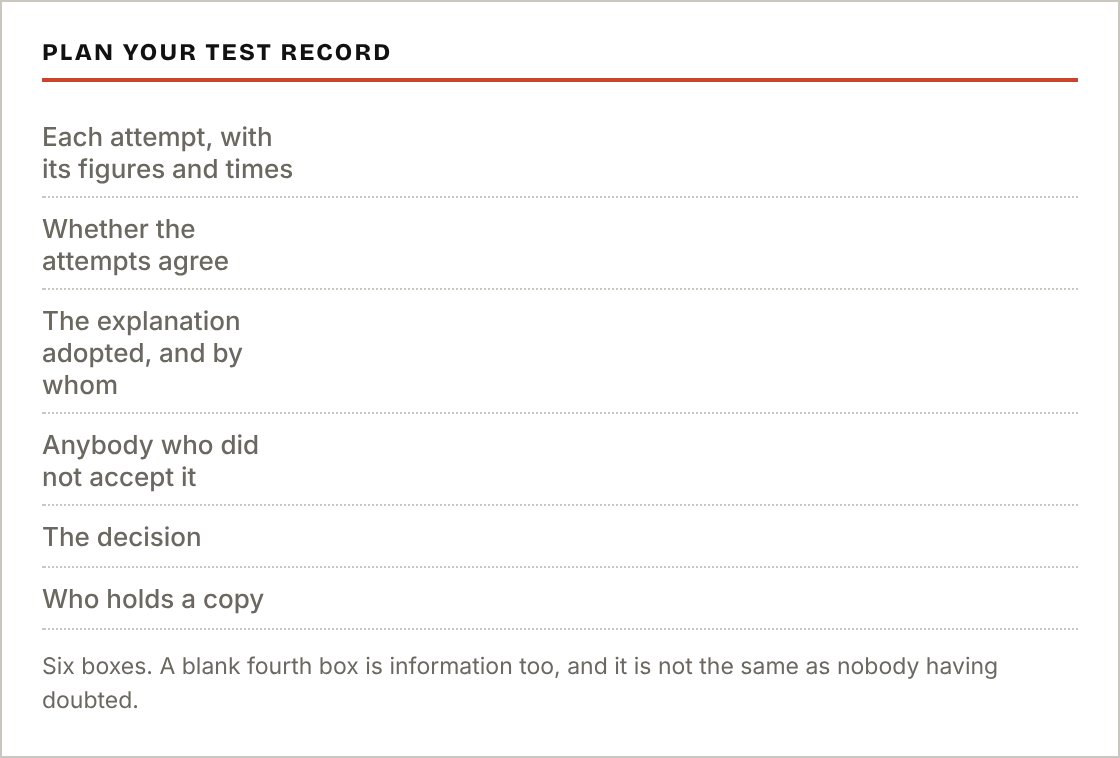 PLAN YOUR TEST RECORD
Each attempt, with
its figures and times
Whether the
attempts agree
The explanation
adopted, and by
whom
Anybody who did
not accept it
The decision
Who holds a copy
Six boxes. A blank fourth box is information too, and it is not the same as nobody having
doubted.